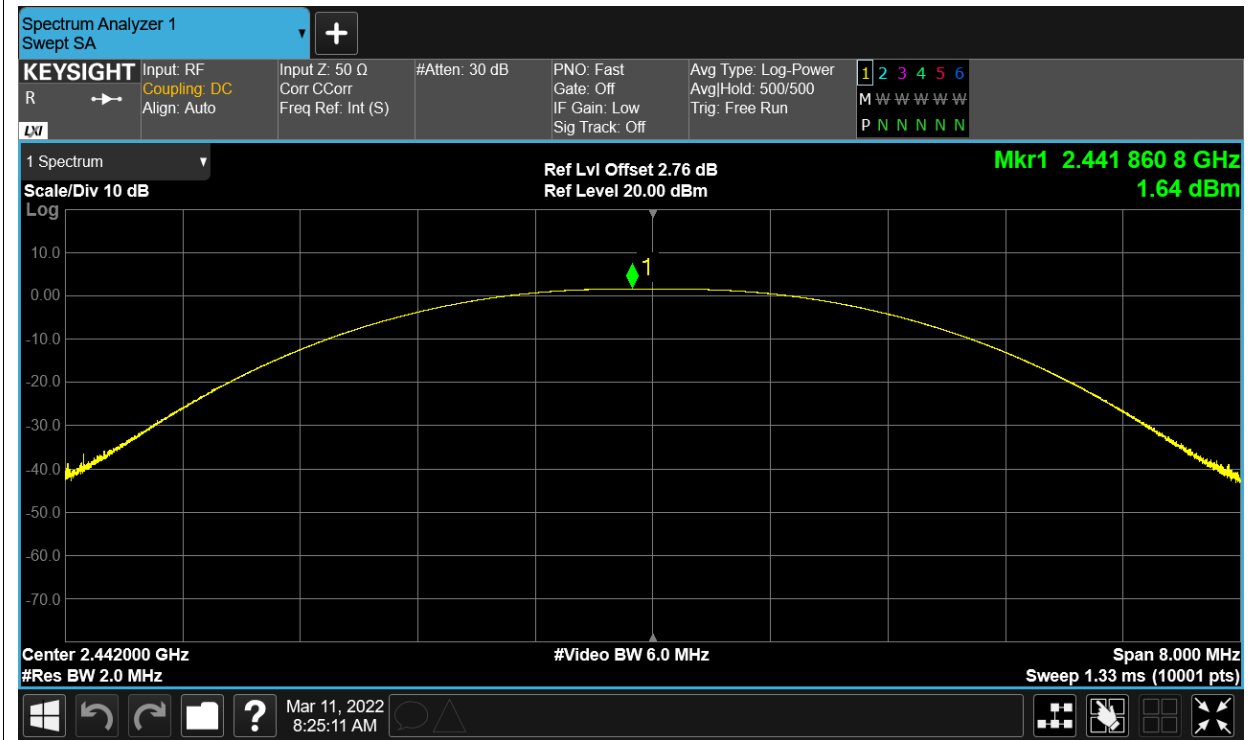 Spectrum Analyzer 1
Swept SA
+
KEYSIGHT
R
LXI
Input: RF
Coupling: DC
Align: Auto
Input Z: 50 Ω
Corr CCorr
Freq Ref: Int (S)
#Atten: 30 dB
PNO: Fast
Gate: Off
IF Gain: Low
Sig Track: Off
Avg Type: Log-Power
Avg|Hold: 500/500
Trig: Free Run
1 2 3 4 5 6
M W W W W W
P N N N N N
1 Spectrum
Scale/Div 10 dB
Log
Ref Lvl Offset 2.76 dB
Ref Level 20.00 dBm
Mkr1 2.441 860 8 GHz
1.64 dBm
10.0
0.00
-10.0
-20.0
-30.0
-40.0
-50.0
-60.0
-70.0
1
Center 2.442000 GHz
#Res BW 2.0 MHz
#Video BW 6.0 MHz
Span 8.000 MHz
Sweep 1.33 ms (10001 pts)
?
Mar 11, 2022
8:25:11 AM